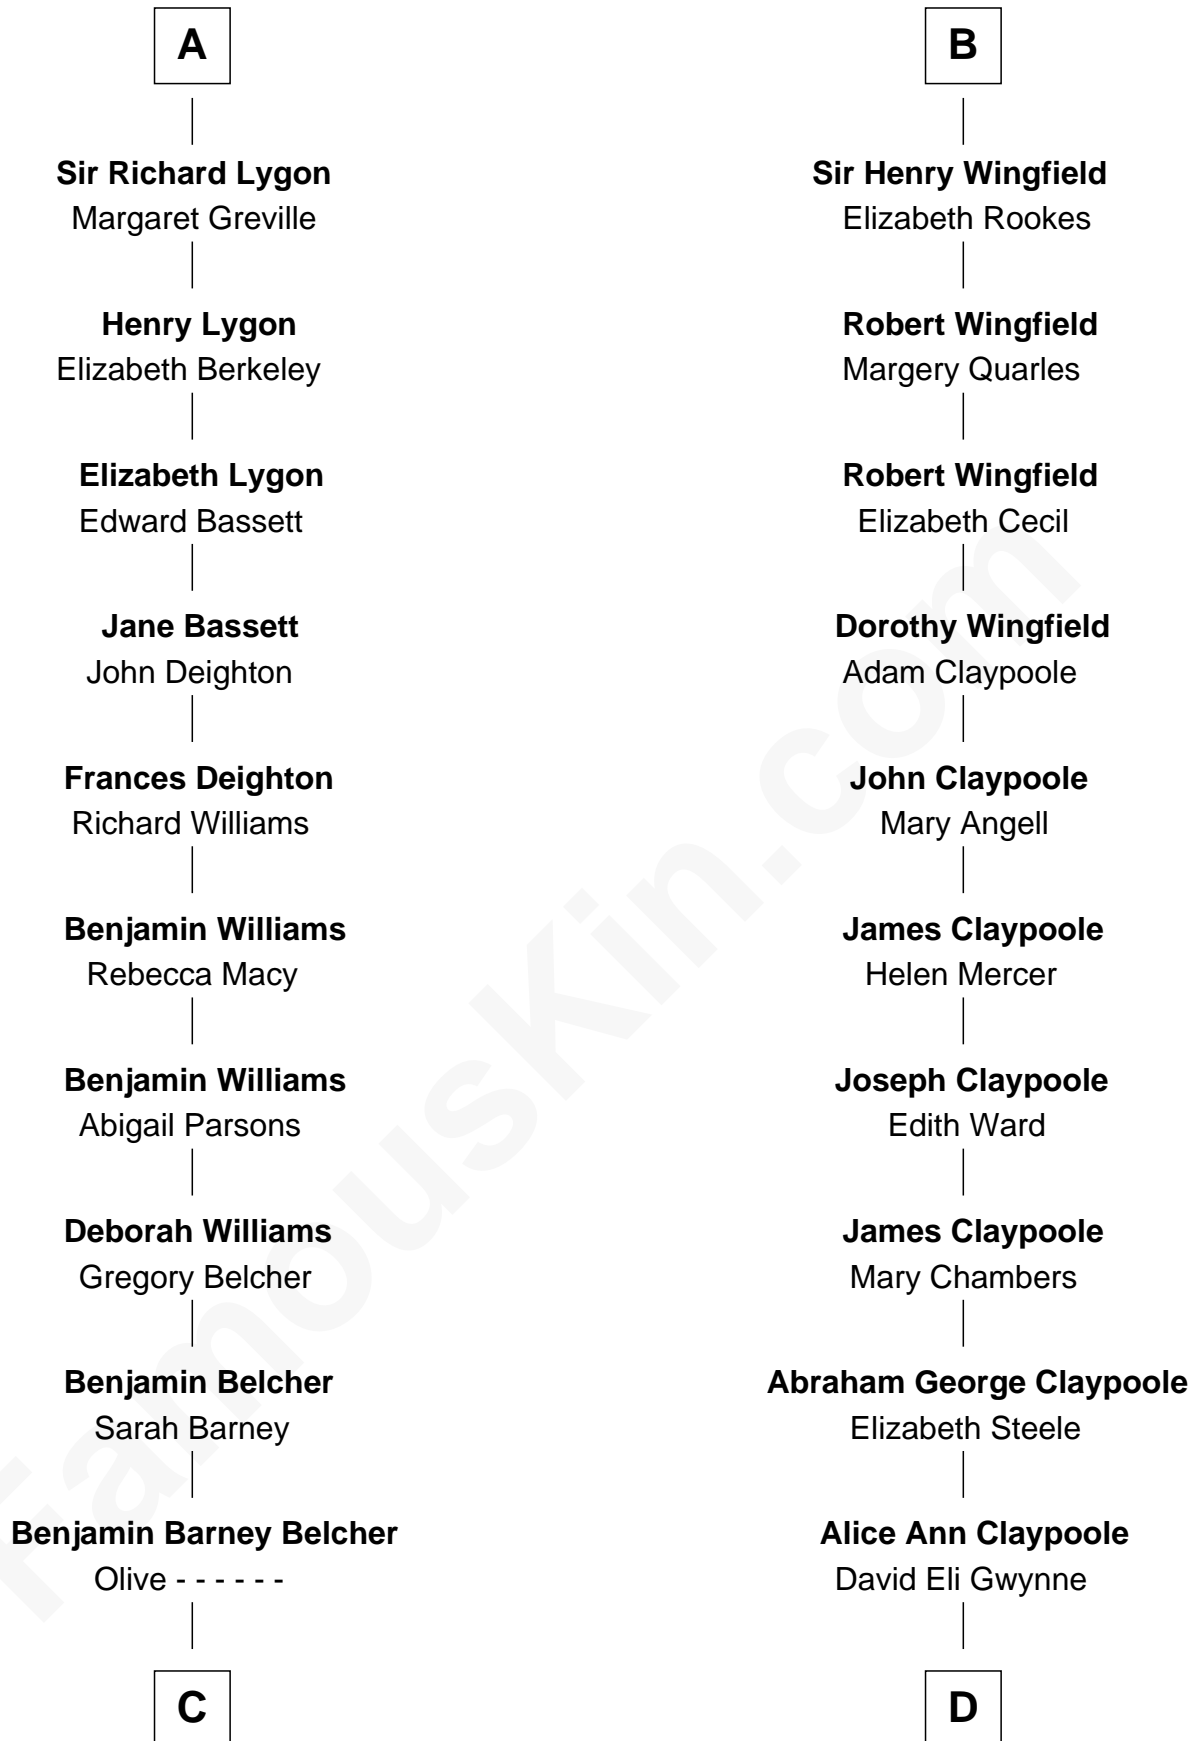 A
Sir Richard Lygon
Margaret Greville
Henry Lygon
Elizabeth Berkeley
Elizabeth Lygon
Edward Bassett
Jane Bassett
John Deighton
Frances Deighton
Richard Williams
Benjamin Williams
Rebecca Macy
Benjamin Williams
Abigail Parsons
Deborah Williams
Gregory Belcher
Benjamin Belcher
Sarah Barney
Benjamin Barney Belcher
Olive - - - - - -
C
B
Sir Henry Wingfield
Elizabeth Rookes
Robert Wingfield
Margery Quarles
Robert Wingfield
Elizabeth Cecil
Dorothy Wingfield
Adam Claypoole
John Claypoole
Mary Angell
James Claypoole
Helen Mercer
Joseph Claypoole
Edith Ward
James Claypoole
Mary Chambers
Abraham George Claypoole
Elizabeth Steele
Alice Ann Claypoole
David Eli Gwynne
D
FamousKin.com